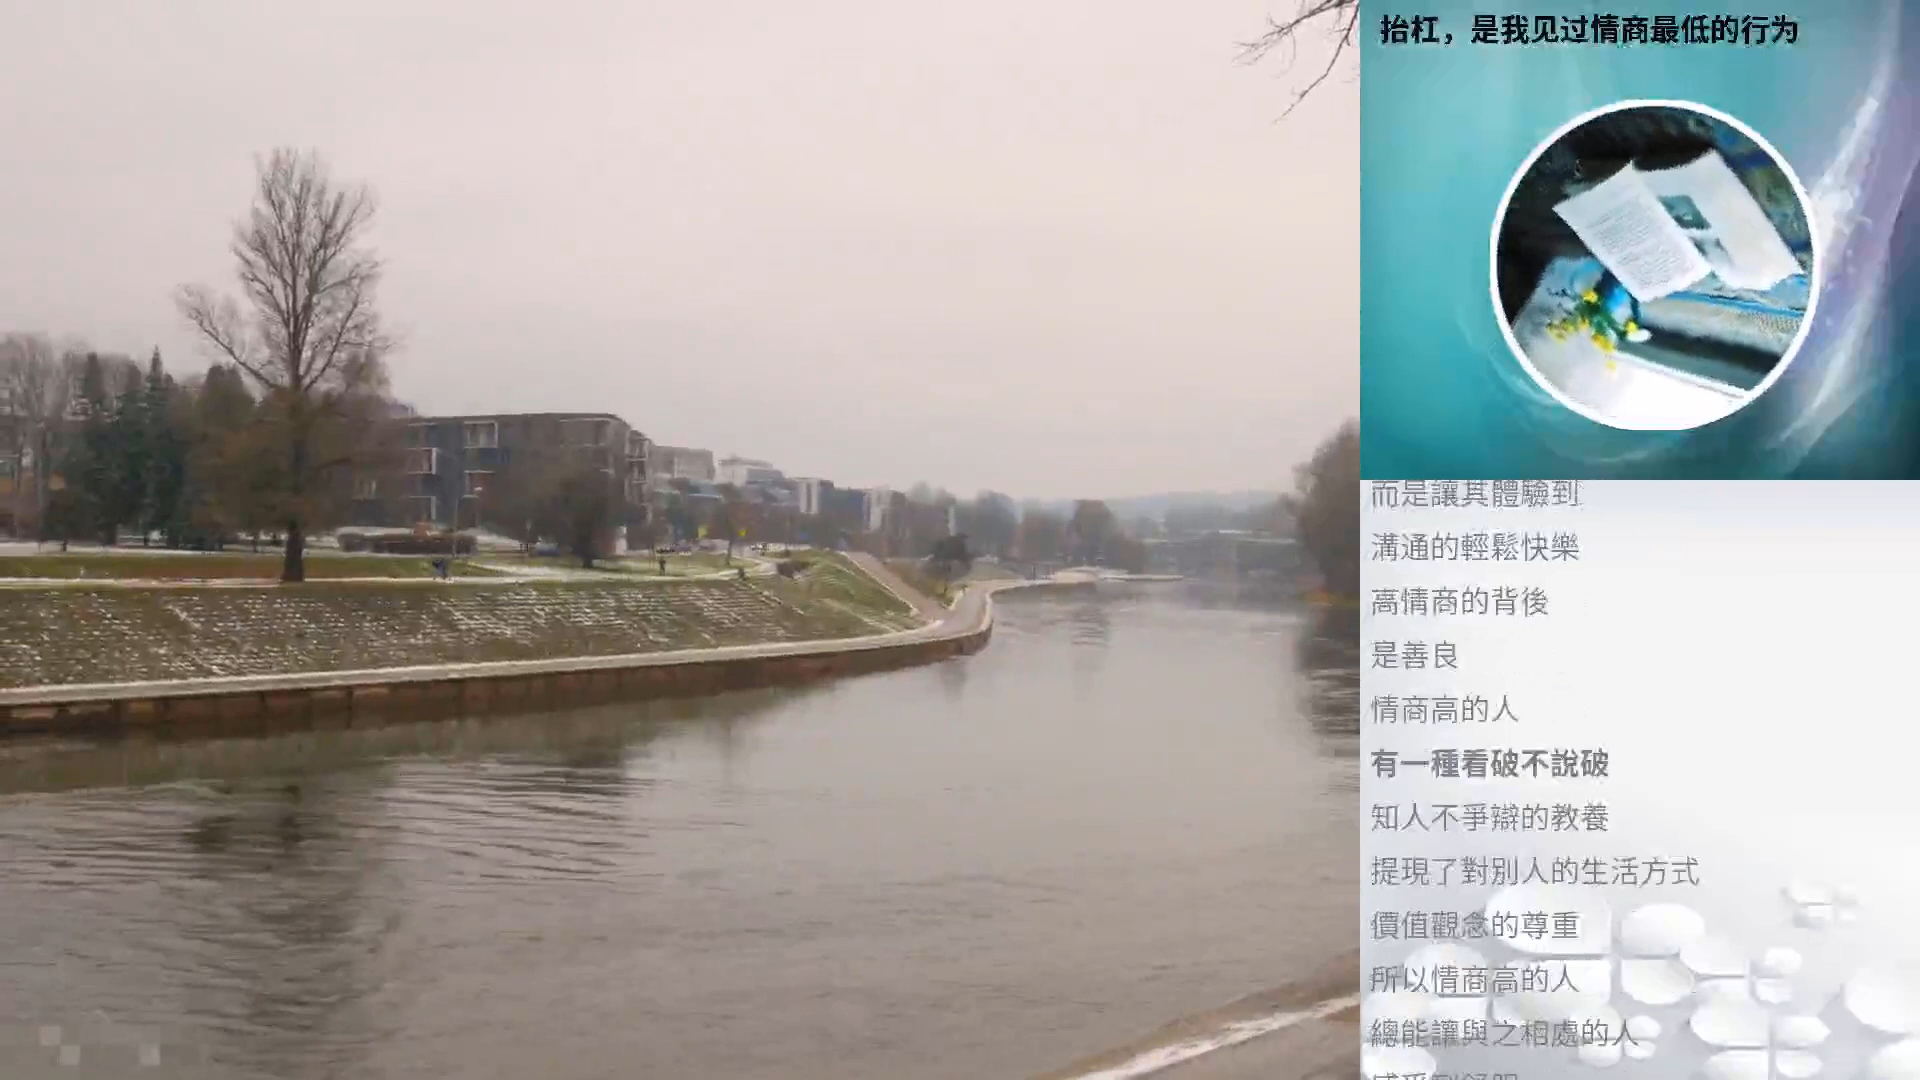 抬杠，是我见过情商最低的行为
而是讓其體驗到
溝通的輕鬆快樂
高情商的背後
是善良
情商高的人
有一種看破不說破
知人不爭辯的教養
提現了對別人的生活方式
價值觀念的尊重
所以情商高的人
總能讓與之相處的人